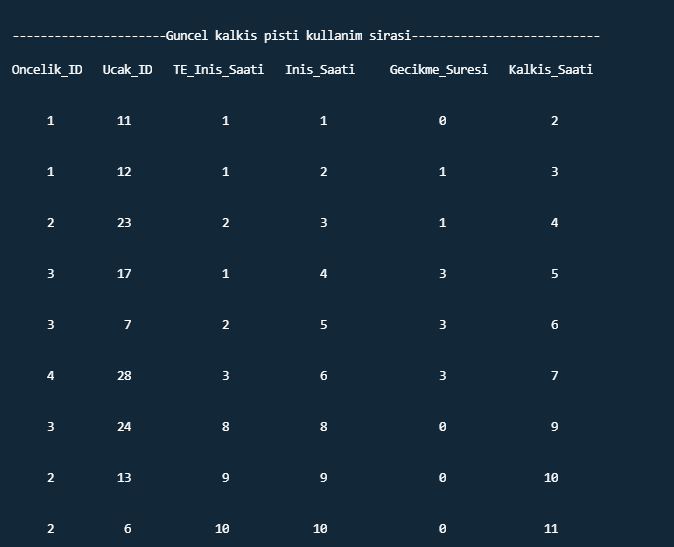 ----------------------Guncel kalkis pisti kullanim sirasi---------------------------
Oncelik_ID Ucak_ID TE_Inis_Saati Inis_Saati Gecikme_Suresi Kalkis_Saati
1 11 1 1 0 2
1 12 1 2 1 3
2 23 2 3 1 4
3 17 1 4 3 5
3 7 2 5 3 6
4 28 3 6 3 7
3 24 8 8 0 9
2 13 9 9 0 10
2 6 10 10 0 11